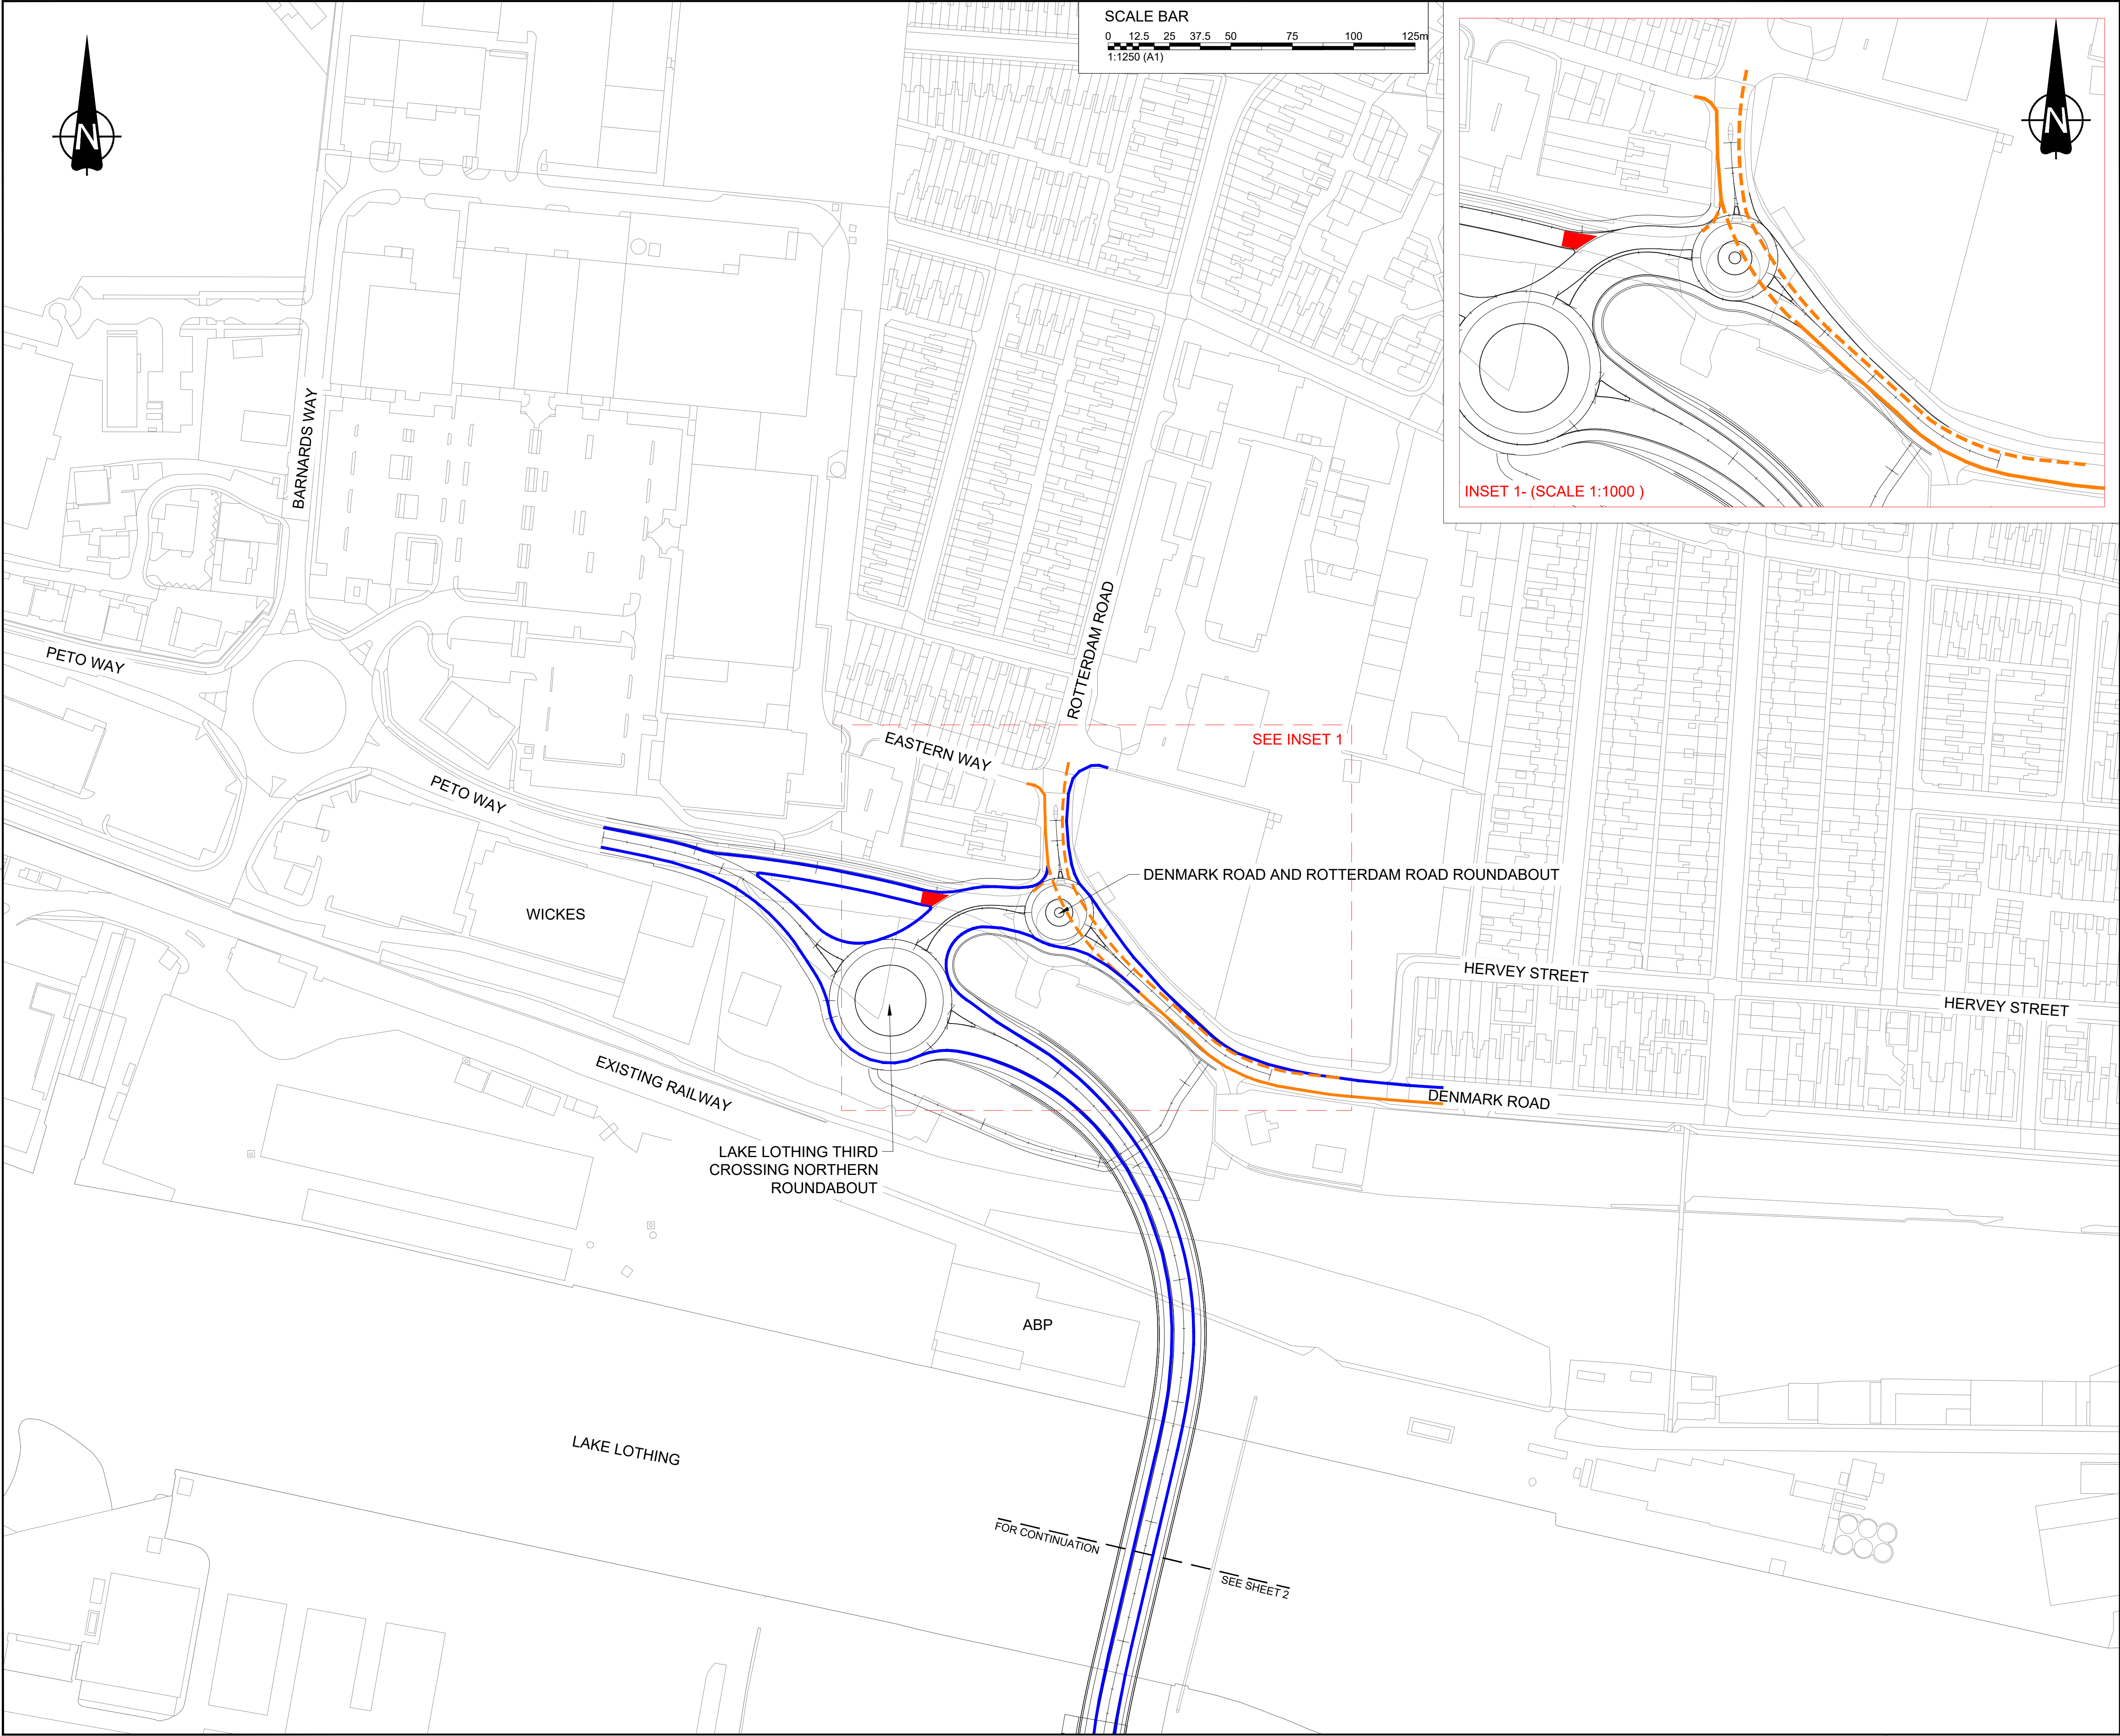 SCALE BAR
0 12.5 25 37.5 50 75 100 125m
1:1250 (A1)
N
N
INSET 1- (SCALE 1:1000 )
BARNARDS WAY
ROTTERDAM ROAD
PETO WAY
EASTERN WAY
SEE INSET 1
PETO WAY
DENMARK ROAD AND ROTTERDAM ROAD ROUNDABOUT
WICKES
HERVEY STREET
HERVEY STREET
EXISTING RAILWAY
DENMARK ROAD
LAKE LOTHING THIRD
CROSSING NORTHERN
ROUNDABOUT
ABP
LAKE LOTHING
FOR CONTINUATION
SEE SHEET 2